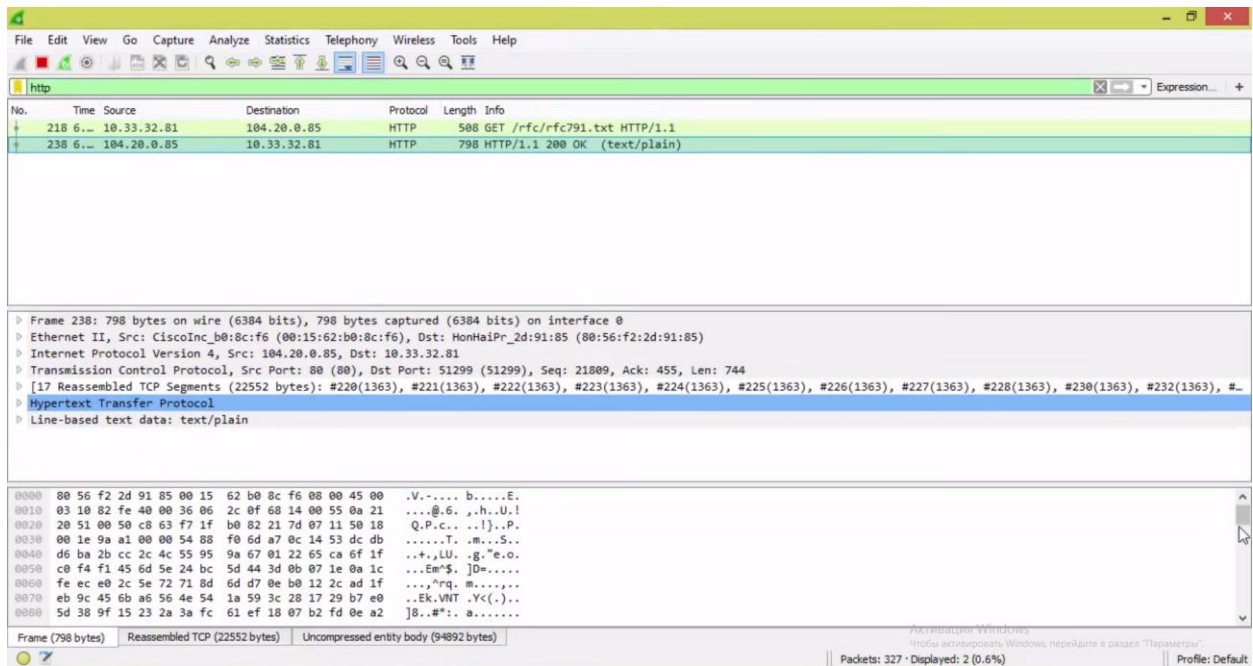 File Edit View Go Capture Analyze Statistics Telephony Wireless Tools Help
http Expression... +
No. Time Source Destination Protocol Length Info
218 6... 10.33.32.81 104.20.0.85 HTTP 508 GET /rfc/rfc791.txt HTTP/1.1
238 6... 104.20.0.85 10.33.32.81 HTTP 798 HTTP/1.1 200 OK (text/plain)
Frame 238: 798 bytes on wire (6384 bits), 798 bytes captured (6384 bits) on interface 0
Ethernet II, Src: CiscoInc_b0:8c:f6 (00:15:62:b0:8c:f6), Dst: HonHaiPr_2d:91:85 (80:56:f2:2d:91:85)
Internet Protocol Version 4, Src: 104.20.0.85, Dst: 10.33.32.81
Transmission Control Protocol, Src Port: 80 (80), Dst Port: 51299 (51299), Seq: 21809, Ack: 455, Len: 744
[17 Reassembled TCP Segments (22552 bytes): #220(1363), #221(1363), #222(1363), #223(1363), #224(1363), #225(1363), #226(1363), #227(1363), #228(1363), #230(1363), #232(1363), #...
Hypertext Transfer Protocol
Line-based text data: text/plain
0000 80 56 f2 2d 91 85 00 15 62 b0 8c f6 08 00 45 00 .V.-.... b.....E.
0010 03 10 82 fe 40 00 36 06 2c 0f 68 14 00 55 0a 21 ....@.6. ,.h..U.!
0020 20 51 00 50 c8 63 f7 1f b0 82 21 7d 07 11 50 18 Q.P.c.. ..!}..P.
0030 00 1e 9a a1 00 00 54 88 f0 6d a7 0c 14 53 dc db ......T. .m...S..
0040 d6 ba 2b cc 2c 4c 55 95 9a 67 01 22 65 ca 6f 1f ..+.,LU. .g."e.o.
0050 c0 f4 f1 45 6d 5e 24 bc 5d 44 3d 0b 07 1e 0a 1c ...Em^$. ]D=.....
0060 fe ec e0 2c 5e 72 71 8d 6d d7 0e b0 12 2c ad 1f ...,^rq. m....,..
0070 eb 9c 45 6b a6 56 4e 54 1a 59 3c 28 17 29 b7 e0 ..Ek.VNT .Y<(.)..
0080 5d 38 9f 15 23 2a 3a fc 61 ef 18 07 b2 fd 0e a2 ]8..#*:. a.......
Активация Windows
Чтобы активировать Windows, перейдите в раздел "Параметры".
Frame (798 bytes) Reassembled TCP (22552 bytes) Uncompressed entity body (94892 bytes)
Packets: 327 · Displayed: 2 (0.6%) Profile: Default